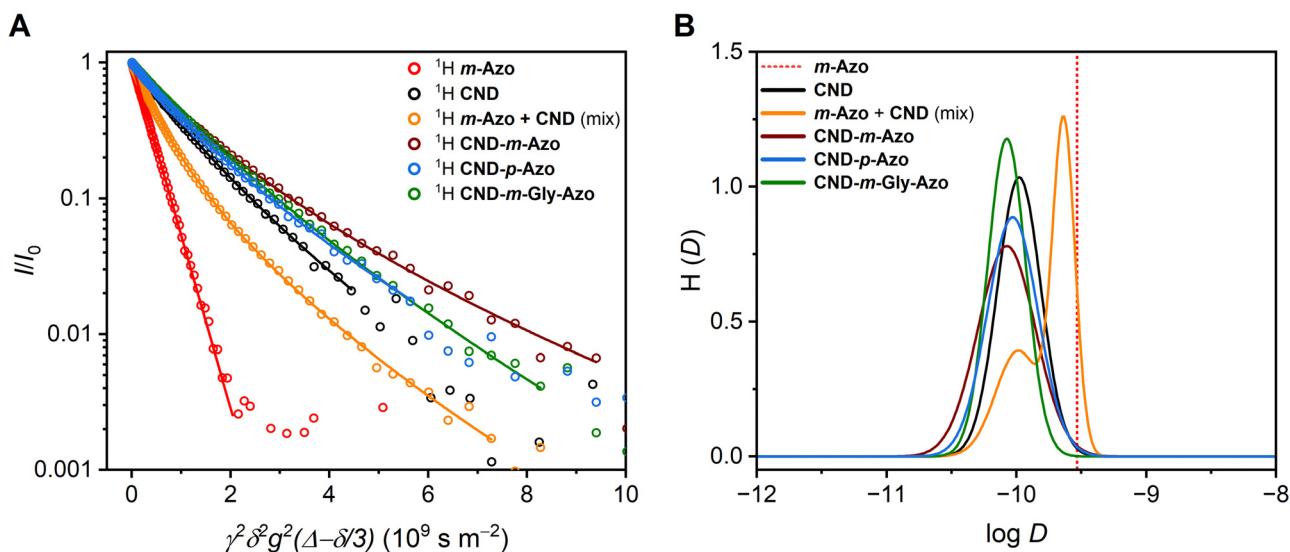 A
1
0.1
0.01
0.001
I/I₀
0 2 4 6 8 10
γ²δ²g²(Δ−δ/3) (10⁹ s m⁻²)
¹H m-Azo
¹H CND
¹H m-Azo + CND (mix)
¹H CND-m-Azo
¹H CND-p-Azo
¹H CND-m-Gly-Azo
B
1.5
1.0
0.5
0.0
H (D)
−12 −11 −10 −9 −8
log D
m-Azo
CND
m-Azo + CND (mix)
CND-m-Azo
CND-p-Azo
CND-m-Gly-Azo